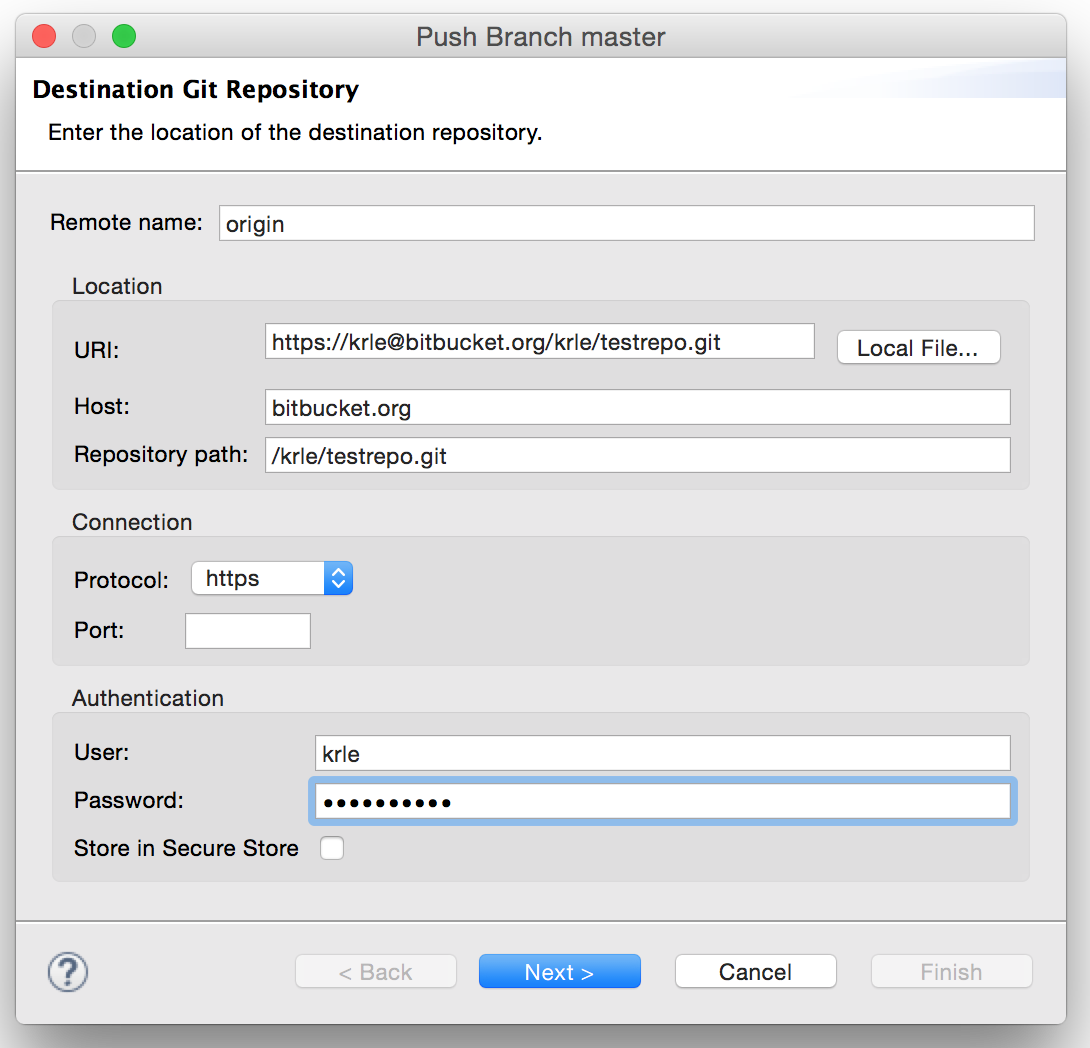 Push Branch master
Destination Git Repository
Enter the location of the destination repository.
Remote name: origin
Location
URI: https://krle@bitbucket.org/krle/testrepo.git Local File...
Host: bitbucket.org
Repository path: /krle/testrepo.git
Connection
Protocol: https
Port:
Authentication
User: krle
Password: ••••••••••
Store in Secure Store
? < Back Next > Cancel Finish